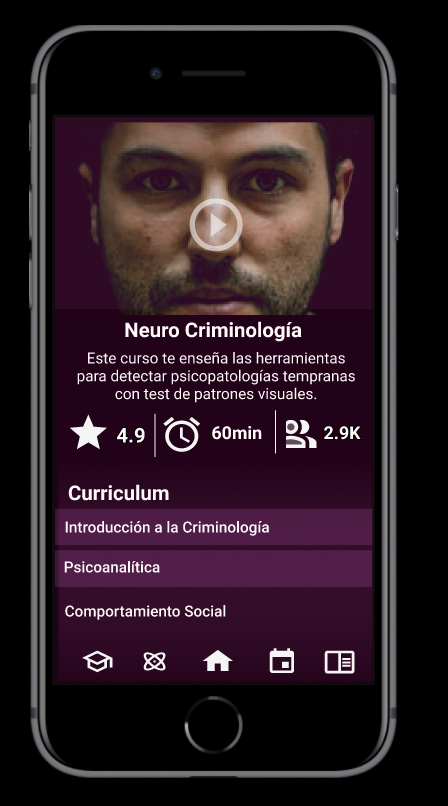 Neuro Criminología
Este curso te enseña las herramientas
para detectar psicopatologías tempranas
con test de patrones visuales.
4.9
60min
2.9K
Curriculum
Introducción a la Criminología
Psicoanalítica
Comportamiento Social